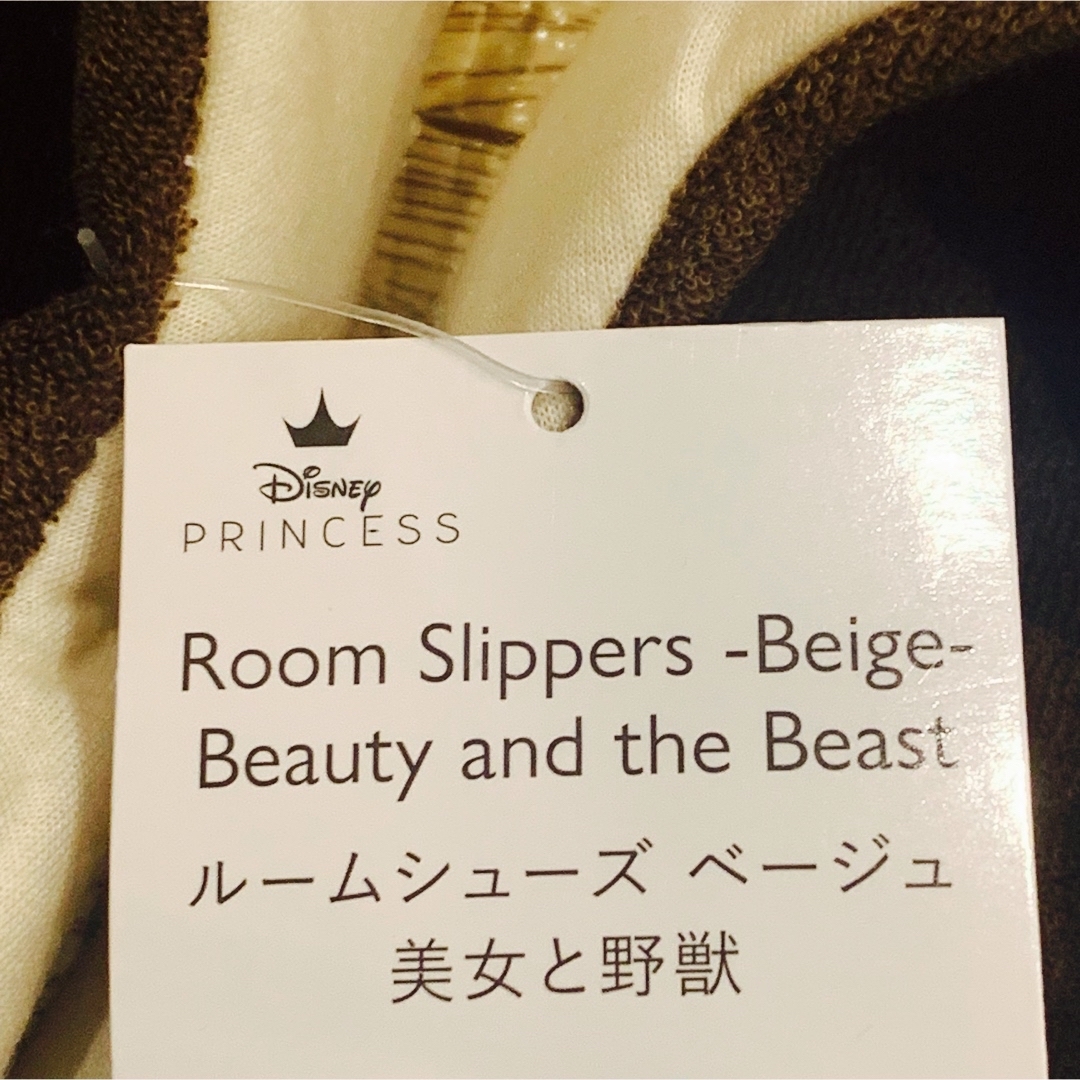 Disney
PRINCESS
Room Slippers -Beige-
Beauty and the Beast
ルームシューズ ベージュ
美女と野獣